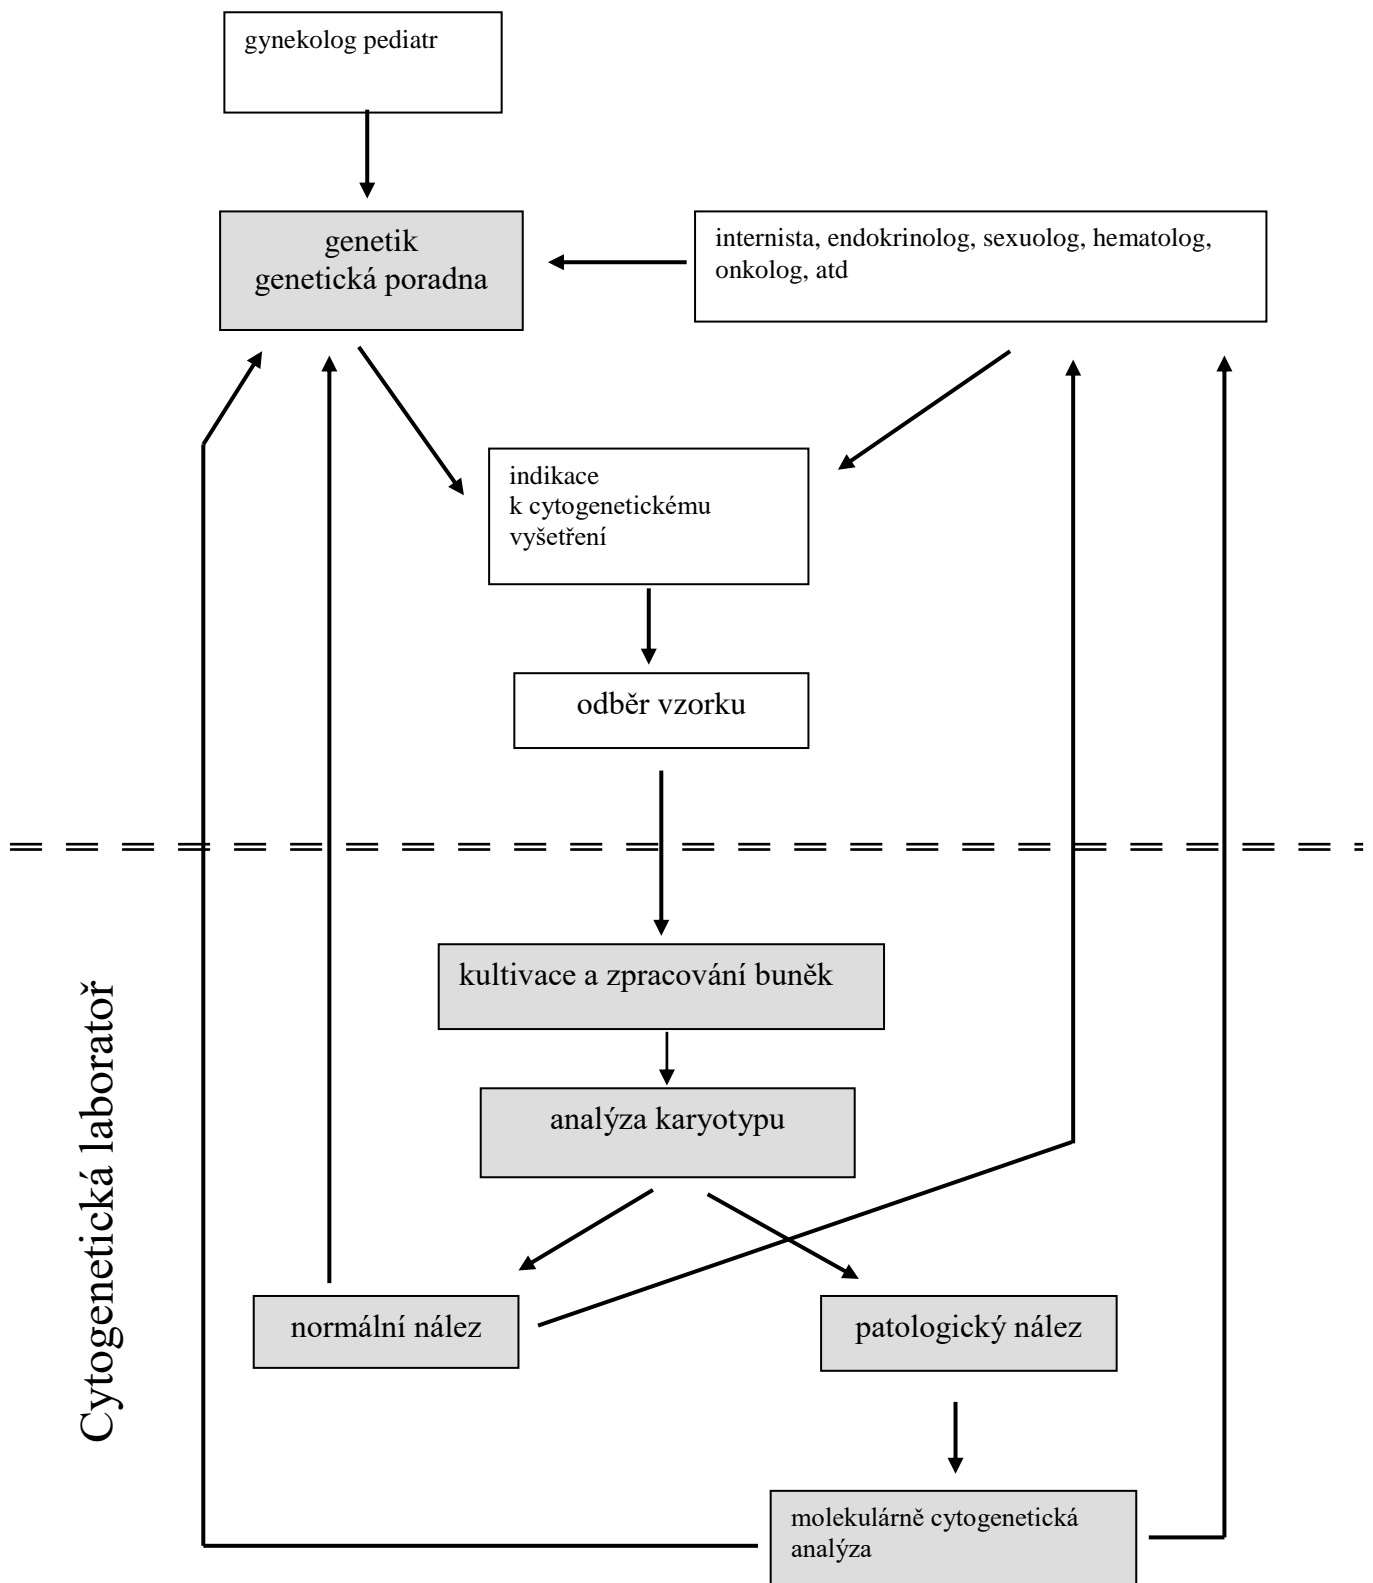 gynekolog pediatr
genetik
genetická poradna
internista, endokrinolog, sexuolog, hematolog,
onkolog, atd
indikace
k cytogenetickému
vyšetření
odběr vzorku
kultivace a zpracování buněk
analýza karyotypu
Cytogenetická laboratoř
normální nález
patologický nález
molekulárně cytogenetická
analýza